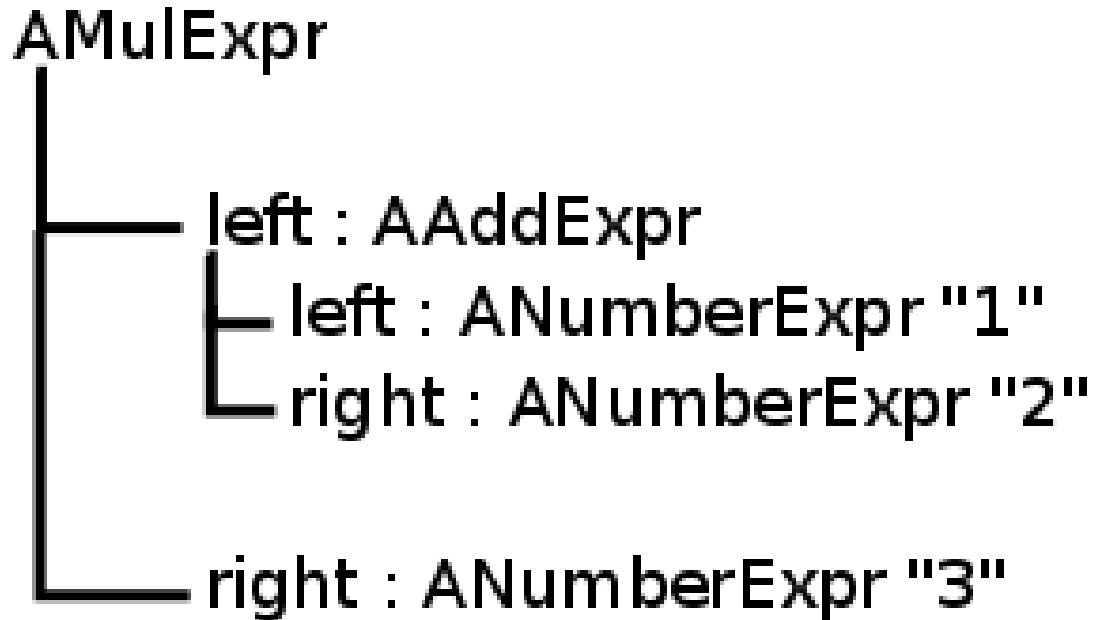 AMulExpr
left : AAddExpr
left : ANumberExpr "1"
right : ANumberExpr "2"
right : ANumberExpr "3"